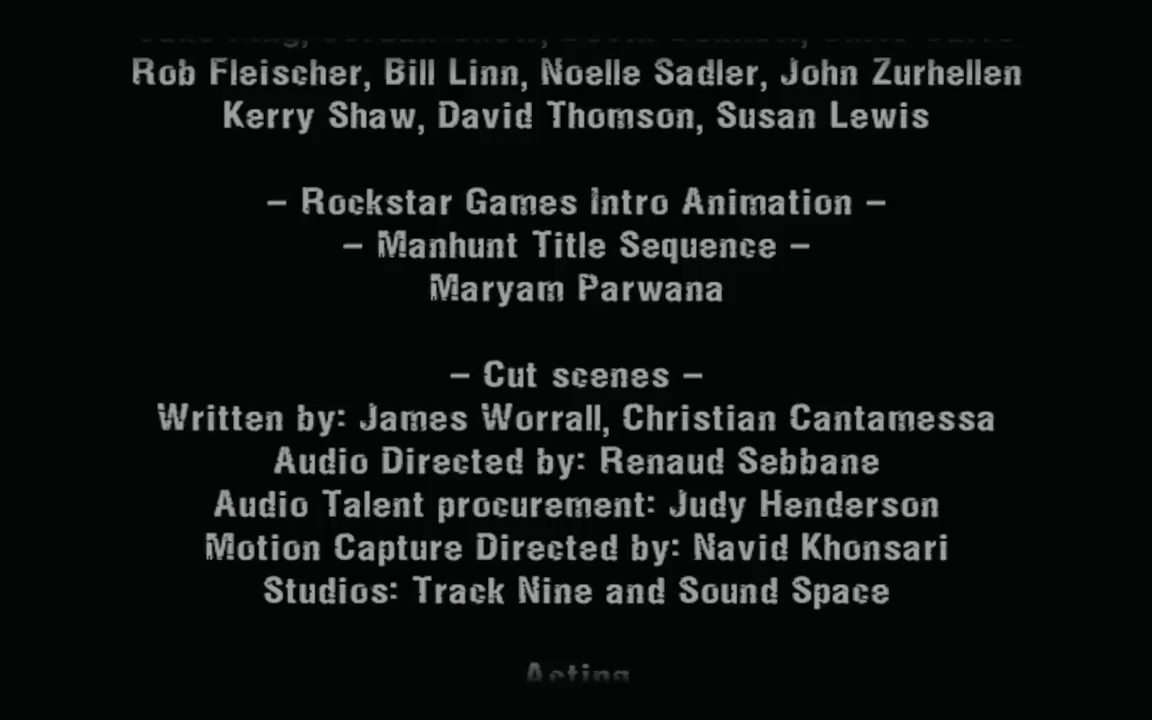 Rob Fleischer, Bill Linn, Noelle Sadler, John Zurhellen
Kerry Shaw, David Thomson, Susan Lewis
– Rockstar Games Intro Animation –
– Manhunt Title Sequence –
Maryam Parwana
– Cut scenes –
Written by: James Worrall, Christian Cantamessa
Audio Directed by: Renaud Sebbane
Audio Talent procurement: Judy Henderson
Motion Capture Directed by: Navid Khonsari
Studios: Track Nine and Sound Space
Acting